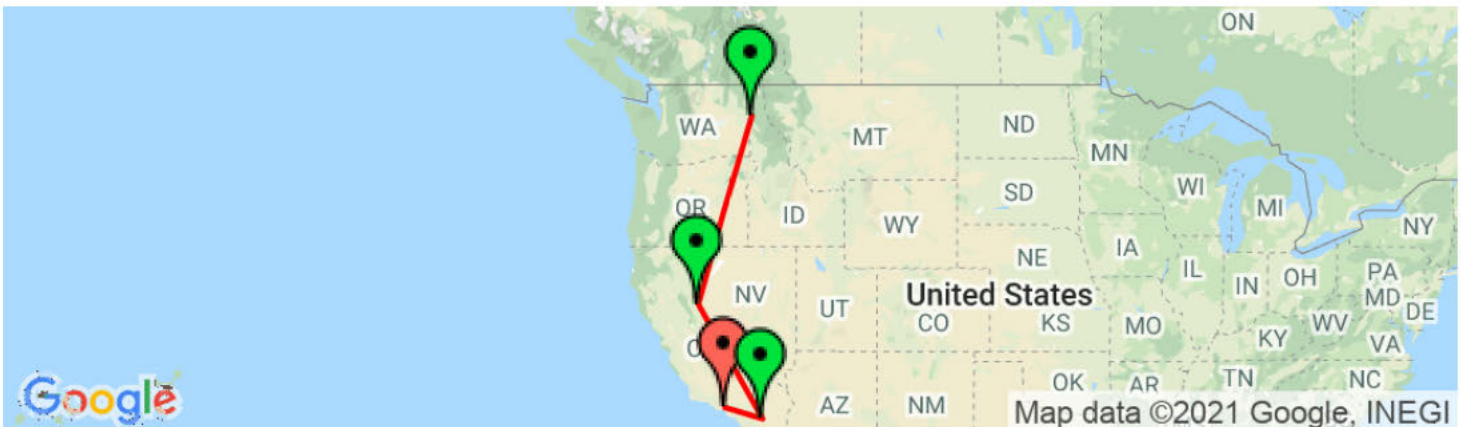 ON
WA
MT
ND
MN
OR
ID
SD
WI
MI
NY
WY
IA
NE
IL
IN
OH
PA
NV
UT
United States
MD
DE
CO
KS
MO
WV
KY
VA
OK
TN
NC
AZ
NM
AR
Google
Map data ©2021 Google, INEGI